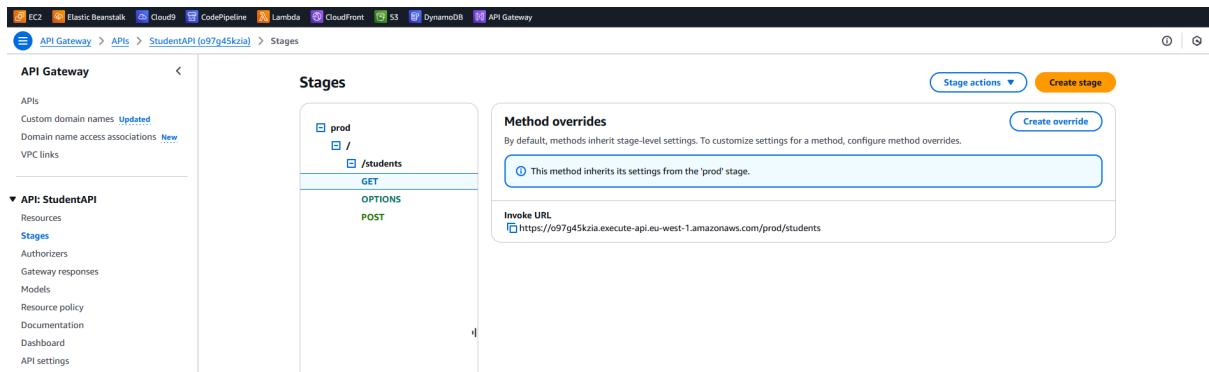 EC2 Elastic Beanstalk Cloud9 CodePipeline Lambda CloudFront S3 DynamoDB API Gateway
API Gateway > APIs > StudentAPI (o97g45kzia) > Stages
API Gateway
APIs
Custom domain names Updated
Domain name access associations New
VPC links
API: StudentAPI
Resources
Stages
Authorizers
Gateway responses
Models
Resource policy
Documentation
Dashboard
API settings
Stages
Stage actions
Create stage
prod
/
/students
GET
OPTIONS
POST
Method overrides
Create override
By default, methods inherit stage-level settings. To customize settings for a method, configure method overrides.
This method inherits its settings from the 'prod' stage.
Invoke URL
https://o97g45kzia.execute-api.eu-west-1.amazonaws.com/prod/students